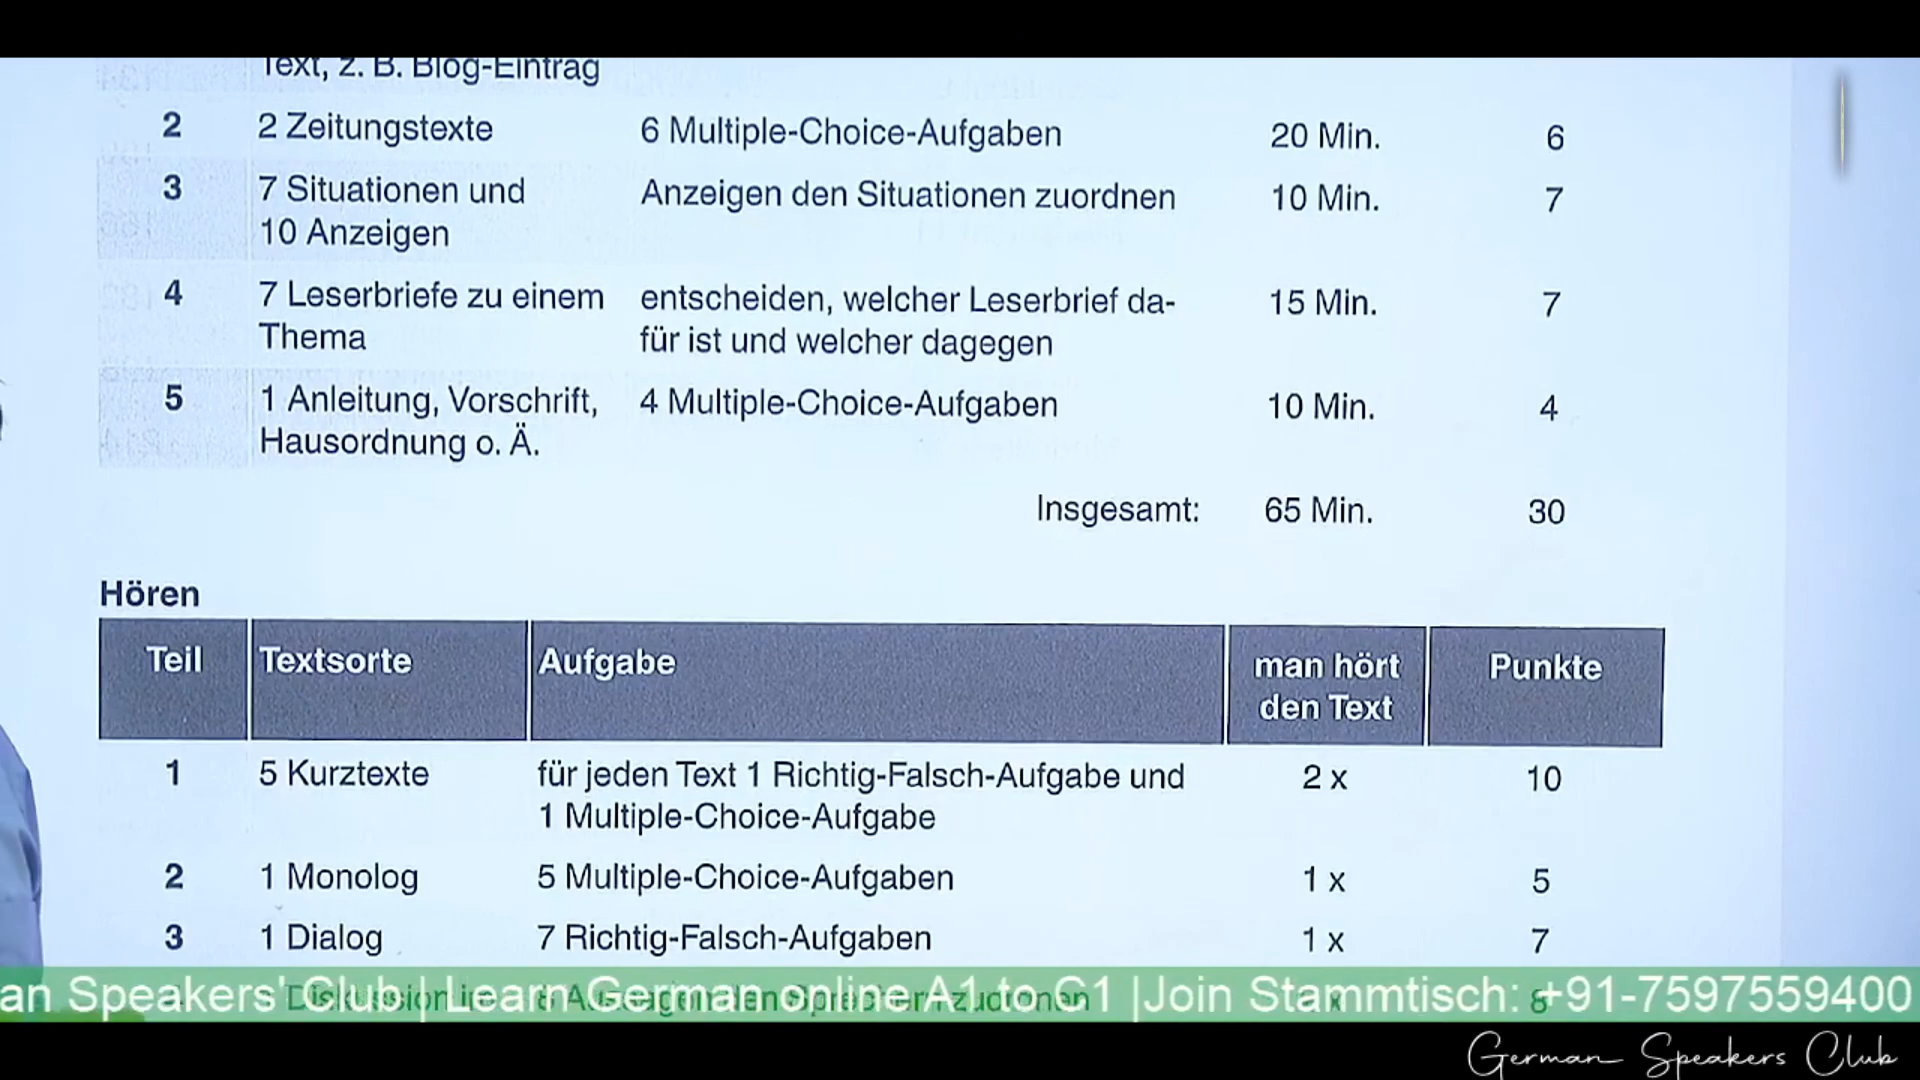 Text, z. B. Blog-Eintrag
2 2 Zeitungstexte 6 Multiple-Choice-Aufgaben 20 Min. 6
3 7 Situationen und Anzeigen den Situationen zuordnen 10 Min. 7
10 Anzeigen
4 7 Leserbriefe zu einem entscheiden, welcher Leserbrief da- 15 Min. 7
Thema für ist und welcher dagegen
5 1 Anleitung, Vorschrift, 4 Multiple-Choice-Aufgaben 10 Min. 4
Hausordnung o. Ä.
Insgesamt: 65 Min. 30
Hören
Teil Textsorte Aufgabe man hört Punkte
den Text
1 5 Kurztexte für jeden Text 1 Richtig-Falsch-Aufgabe und 2 x 10
1 Multiple-Choice-Aufgabe
2 1 Monolog 5 Multiple-Choice-Aufgaben 1 x 5
3 1 Dialog 7 Richtig-Falsch-Aufgaben 1 x 7
an Speakers' Club | Learn German online A1 to C1 |Join Stammtisch: +91-7597559400
German Speakers Club